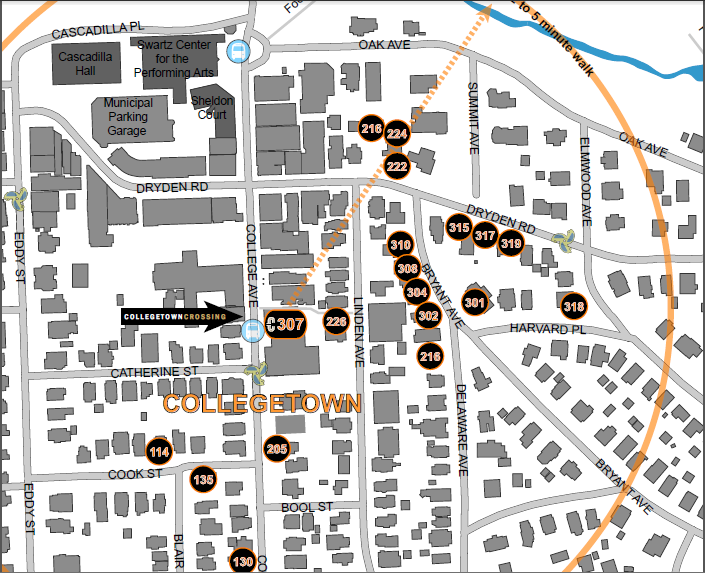 Foo
E to 5 minute walk
CASCADILLA PL
Swartz Center
for the
Performing Arts
OAK AVE
Cascadilla
Hall
SUMMIT AVE
Municipal
Parking
Garage
Sheldon
Court
216
224
OAK AVE
ELMWOOD AVE
222
DRYDEN RD
DRYDEN RD
315
317
319
EDDY ST
COLLEGE AVE
310
308
BRYANT AVE
304
301
318
COLLEGETOWNCROSSING
307
226
LINDEN AVE
302
HARVARD PL
216
CATHERINE ST
COLLEGETOWN
DELAWARE AVE
114
205
COOK ST
135
BRYANT AVE
EDDY ST
BOOL ST
BLAIR
130
CO